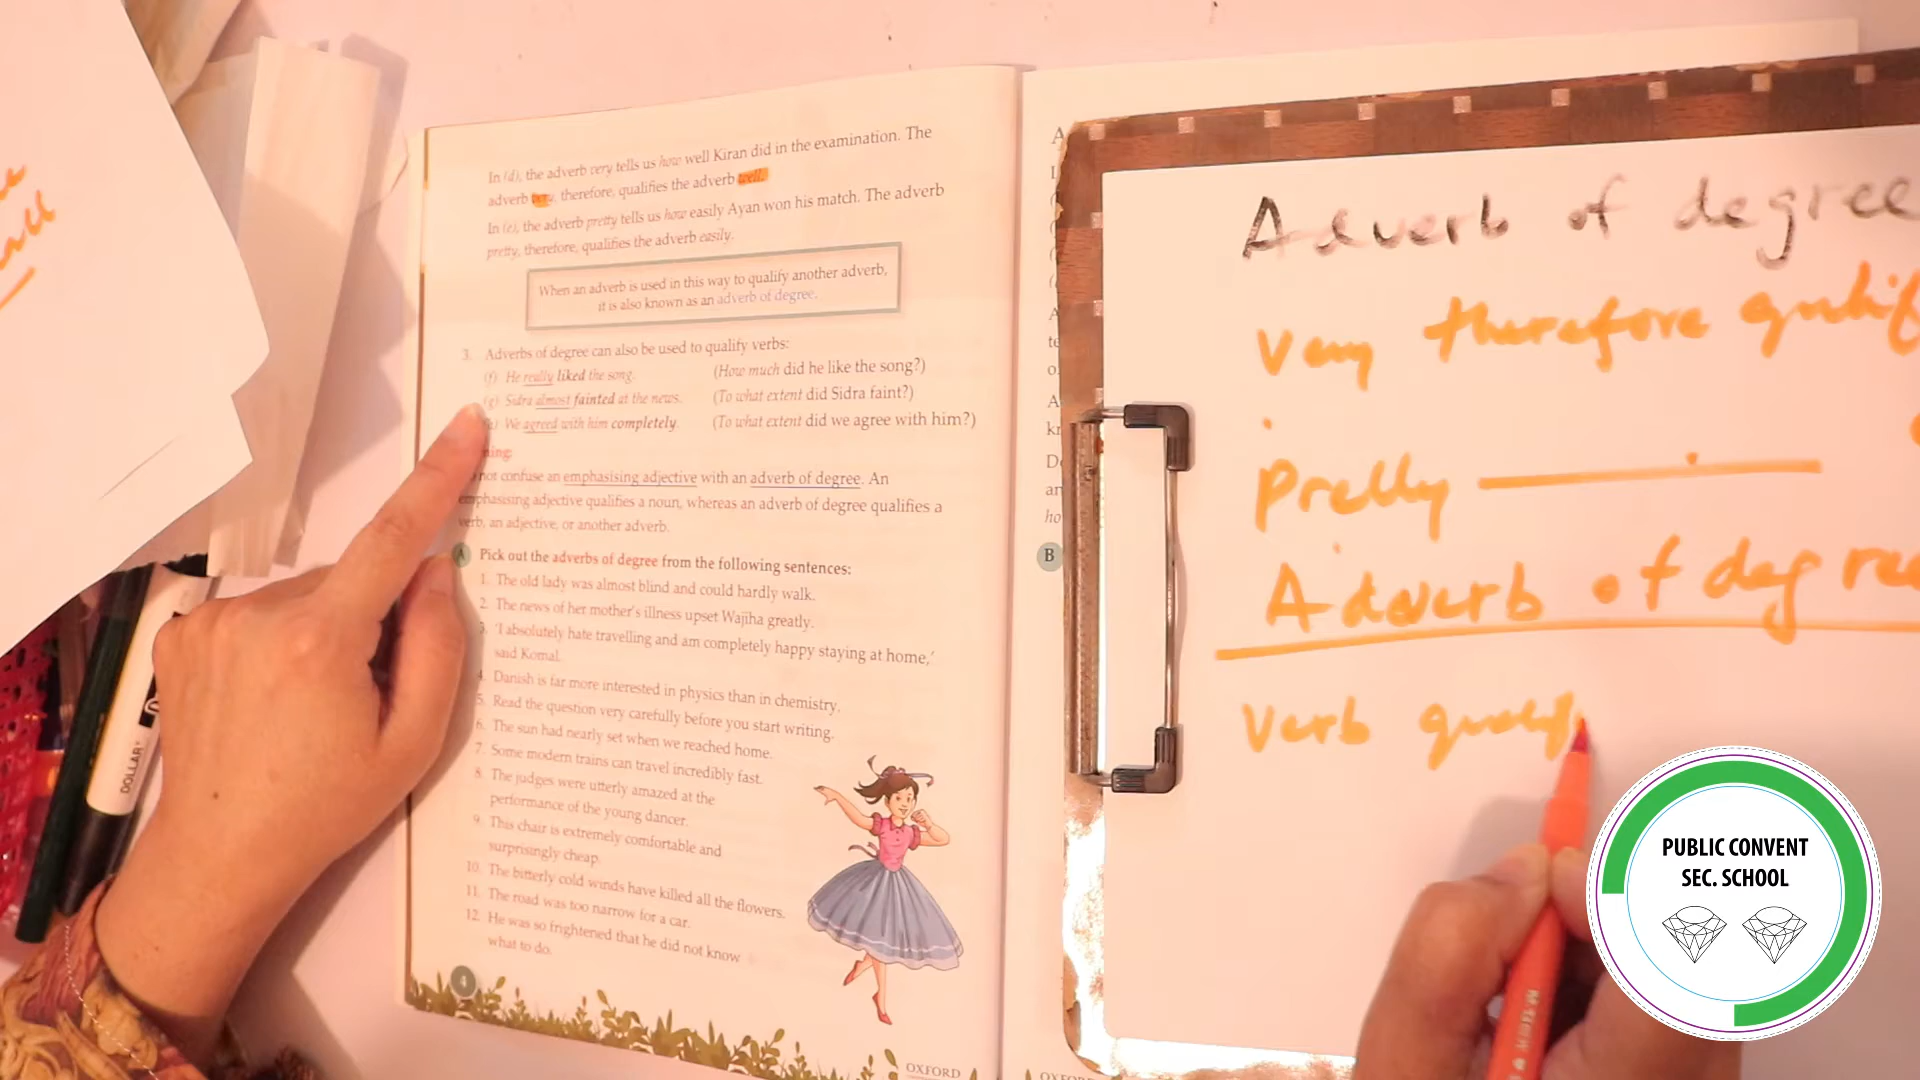 In (d), the adverb very tells us how well Kiran did in the examination. The
adverb very, therefore, qualifies the adverb well.
In (e), the adverb pretty tells us how easily Ayan won his match. The adverb
pretty, therefore, qualifies the adverb easily.
When an adverb is used in this way to qualify another adverb,
it is also known as an adverb of degree.
3. Adverbs of degree can also be used to qualify verbs:
(f) He really liked the song. (How much did he like the song?)
(g) Sidra almost fainted at the news. (To what extent did Sidra faint?)
We agreed with him completely. (To what extent did we agree with him?)
not confuse an emphasising adjective with an adverb of degree. An
emphasising adjective qualifies a noun, whereas an adverb of degree qualifies a
verb, an adjective, or another adverb.
A Pick out the adverbs of degree from the following sentences:
1. The old lady was almost blind and could hardly walk.
2. The news of her mother's illness upset Wajiha greatly.
3. 'I absolutely hate travelling and am completely happy staying at home,'
said Komal.
4. Danish is far more interested in physics than in chemistry.
5. Read the question very carefully before you start writing.
6. The sun had nearly set when we reached home.
7. Some modern trains can travel incredibly fast.
8. The judges were utterly amazed at the
performance of the young dancer.
9. This chair is extremely comfortable and
surprisingly cheap.
10. The bitterly cold winds have killed all the flowers.
11. The road was too narrow for a car.
12. He was so frightened that he did not know
what to do.
4
OXFORD
B
Adverb of degree
Very therefore
Pretty
Adverb of degree
Verb
DOLLAR
PUBLIC CONVENT
SEC. SCHOOL